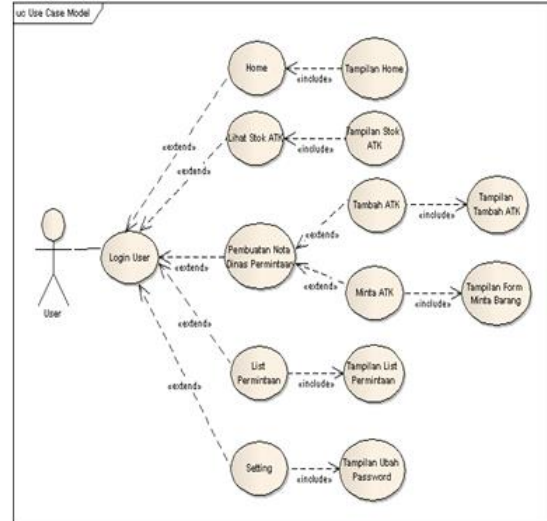 uc Use Case Model
Home
Tampilan Home
«include»
«extend»
Lihat Stok ATK
Tampilan Stok
ATK
«include»
«extend»
Tambah ATK
Tampilan
Tambah ATK
«include»
«extend»
User
Login User
Pembuatan Nota
Dinas Permintaan
«extend»
«extend»
Minta ATK
Tampilan Form
Minta Barang
«include»
«extend»
List
Permintaan
Tampilan List
Permintaan
«include»
«extend»
Setting
Tampilan Ubah
Password
«include»